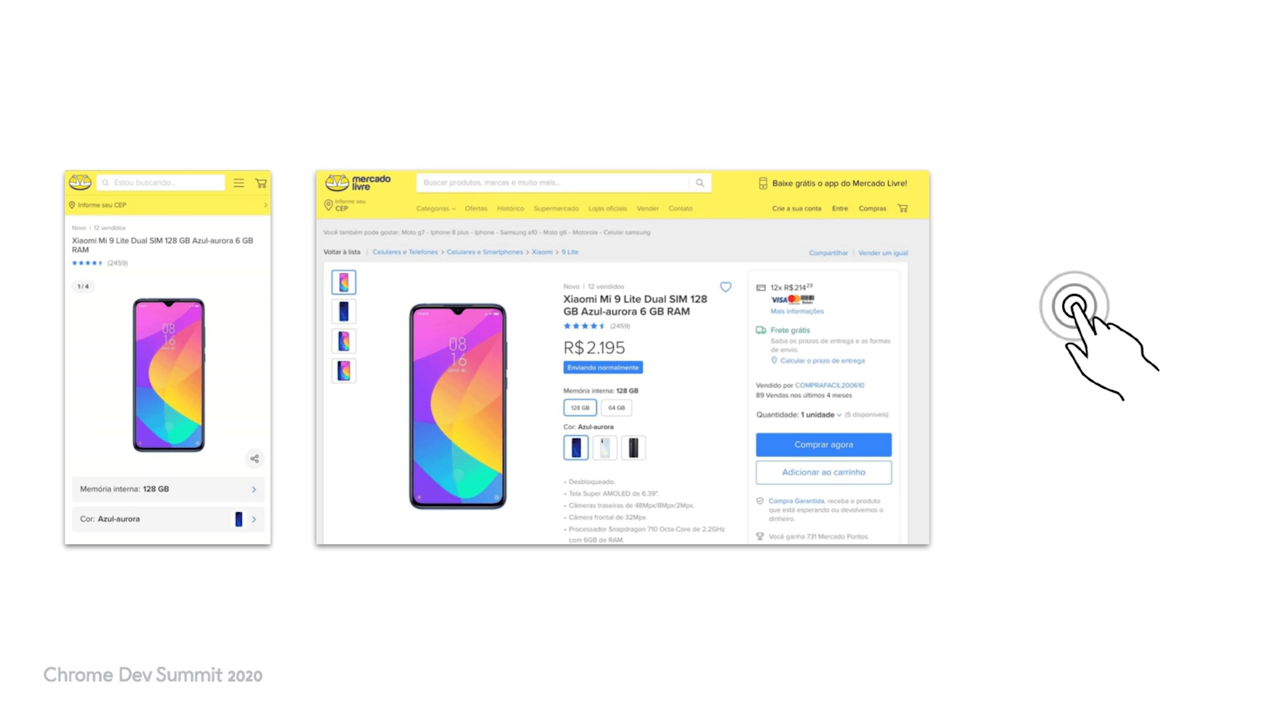 Estou buscando...
Informe seu CEP
Novo | 12 vendidos
Xiaomi Mi 9 Lite Dual SIM 128 GB Azul-aurora 6 GB
RAM
(2459)
1 / 4
08
16
Memória interna: 128 GB
Cor: Azul-aurora
mercado
livre
Buscar produtos, marcas e muito mais...
Baixe grátis o app do Mercado Livre!
Informe seu
CEP
Categorias
Ofertas
Histórico
Supermercado
Lojas oficiais
Vender
Contato
Crie a sua conta
Entre
Compras
Você também pode gostar: Moto g7 - Iphone 8 plus - Iphone - Samsung a10 - Moto g6 - Motorola - Celular samsung
Voltar à lista | Celulares e Telefones > Celulares e Smartphones > Xiaomi > 9 Lite
Compartilhar | Vender um igual
08
16
Novo | 12 vendidos
Xiaomi Mi 9 Lite Dual SIM 128
GB Azul-aurora 6 GB RAM
(2459)
R$ 2.195
Enviando normalmente
Memória interna: 128 GB
128 GB
64 GB
Cor: Azul-aurora
• Desbloqueado.
• Tela Super AMOLED de 6.39".
• Câmeras traseiras de 48Mpx/8Mpx/2Mpx.
• Câmera frontal de 32Mpx.
• Processador Snapdragon 710 Octa-Core de 2.2GHz
com 6GB de RAM.
12x R$ 214
VISA
Mais informações
Frete grátis
Saiba os prazos de entrega e as formas
de envio.
Calcular o prazo de entrega
Vendido por COMPRAFACIL200610
89 Vendas nos últimos 4 meses
Quantidade: 1 unidade (5 disponíveis)
Comprar agora
Adicionar ao carrinho
Compra Garantida, receba o produto
que está esperando ou devolvemos o
dinheiro.
Você ganha 731 Mercado Pontos.
Chrome Dev Summit 2020